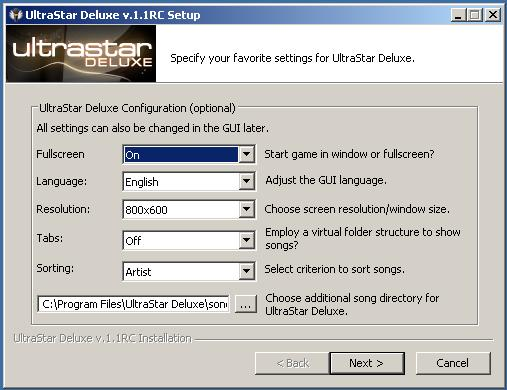 UltraStar Deluxe v.1.1RC Setup
ultrastar
DELUXE
Specify your favorite settings for UltraStar Deluxe.
UltraStar Deluxe Configuration (optional)
All settings can also be changed in the GUI later.
Fullscreen On Start game in window or fullscreen?
Language: English Adjust the GUI language.
Resolution: 800x600 Choose screen resolution/window size.
Tabs: Off Employ a virtual folder structure to show
songs?
Sorting: Artist Select criterion to sort songs.
C:\Program Files\UltraStar Deluxe\son ... Choose additional song directory for
UltraStar Deluxe.
UltraStar Deluxe v.1.1RC Installation
< Back Next > Cancel